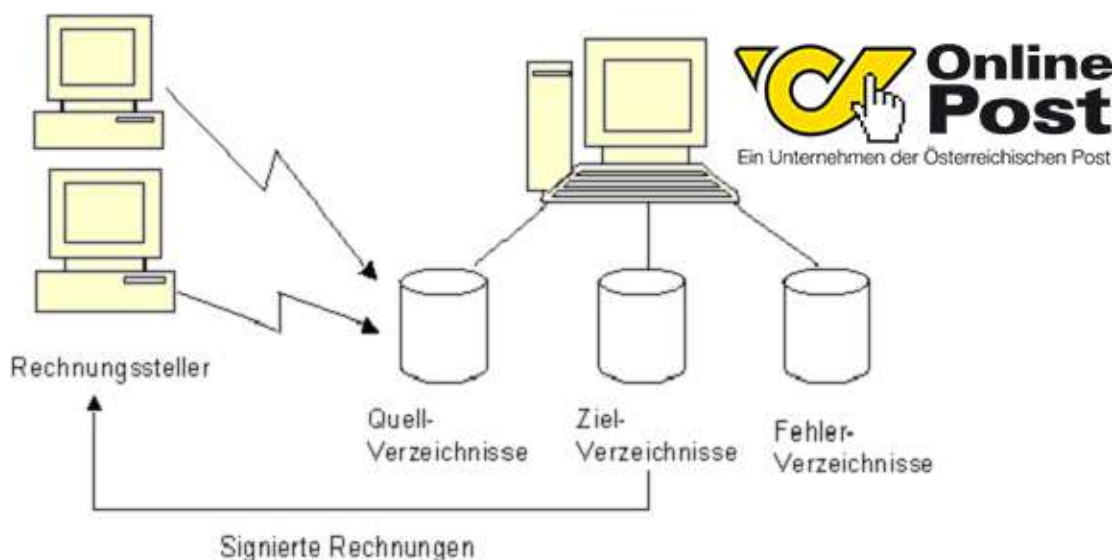 Online
Post
Ein Unternehmen der Österreichischen Post
Rechnungssteller
Quell-
Verzeichnisse
Ziel-
Verzeichnisse
Fehler-
Verzeichnisse
Signierte Rechnungen